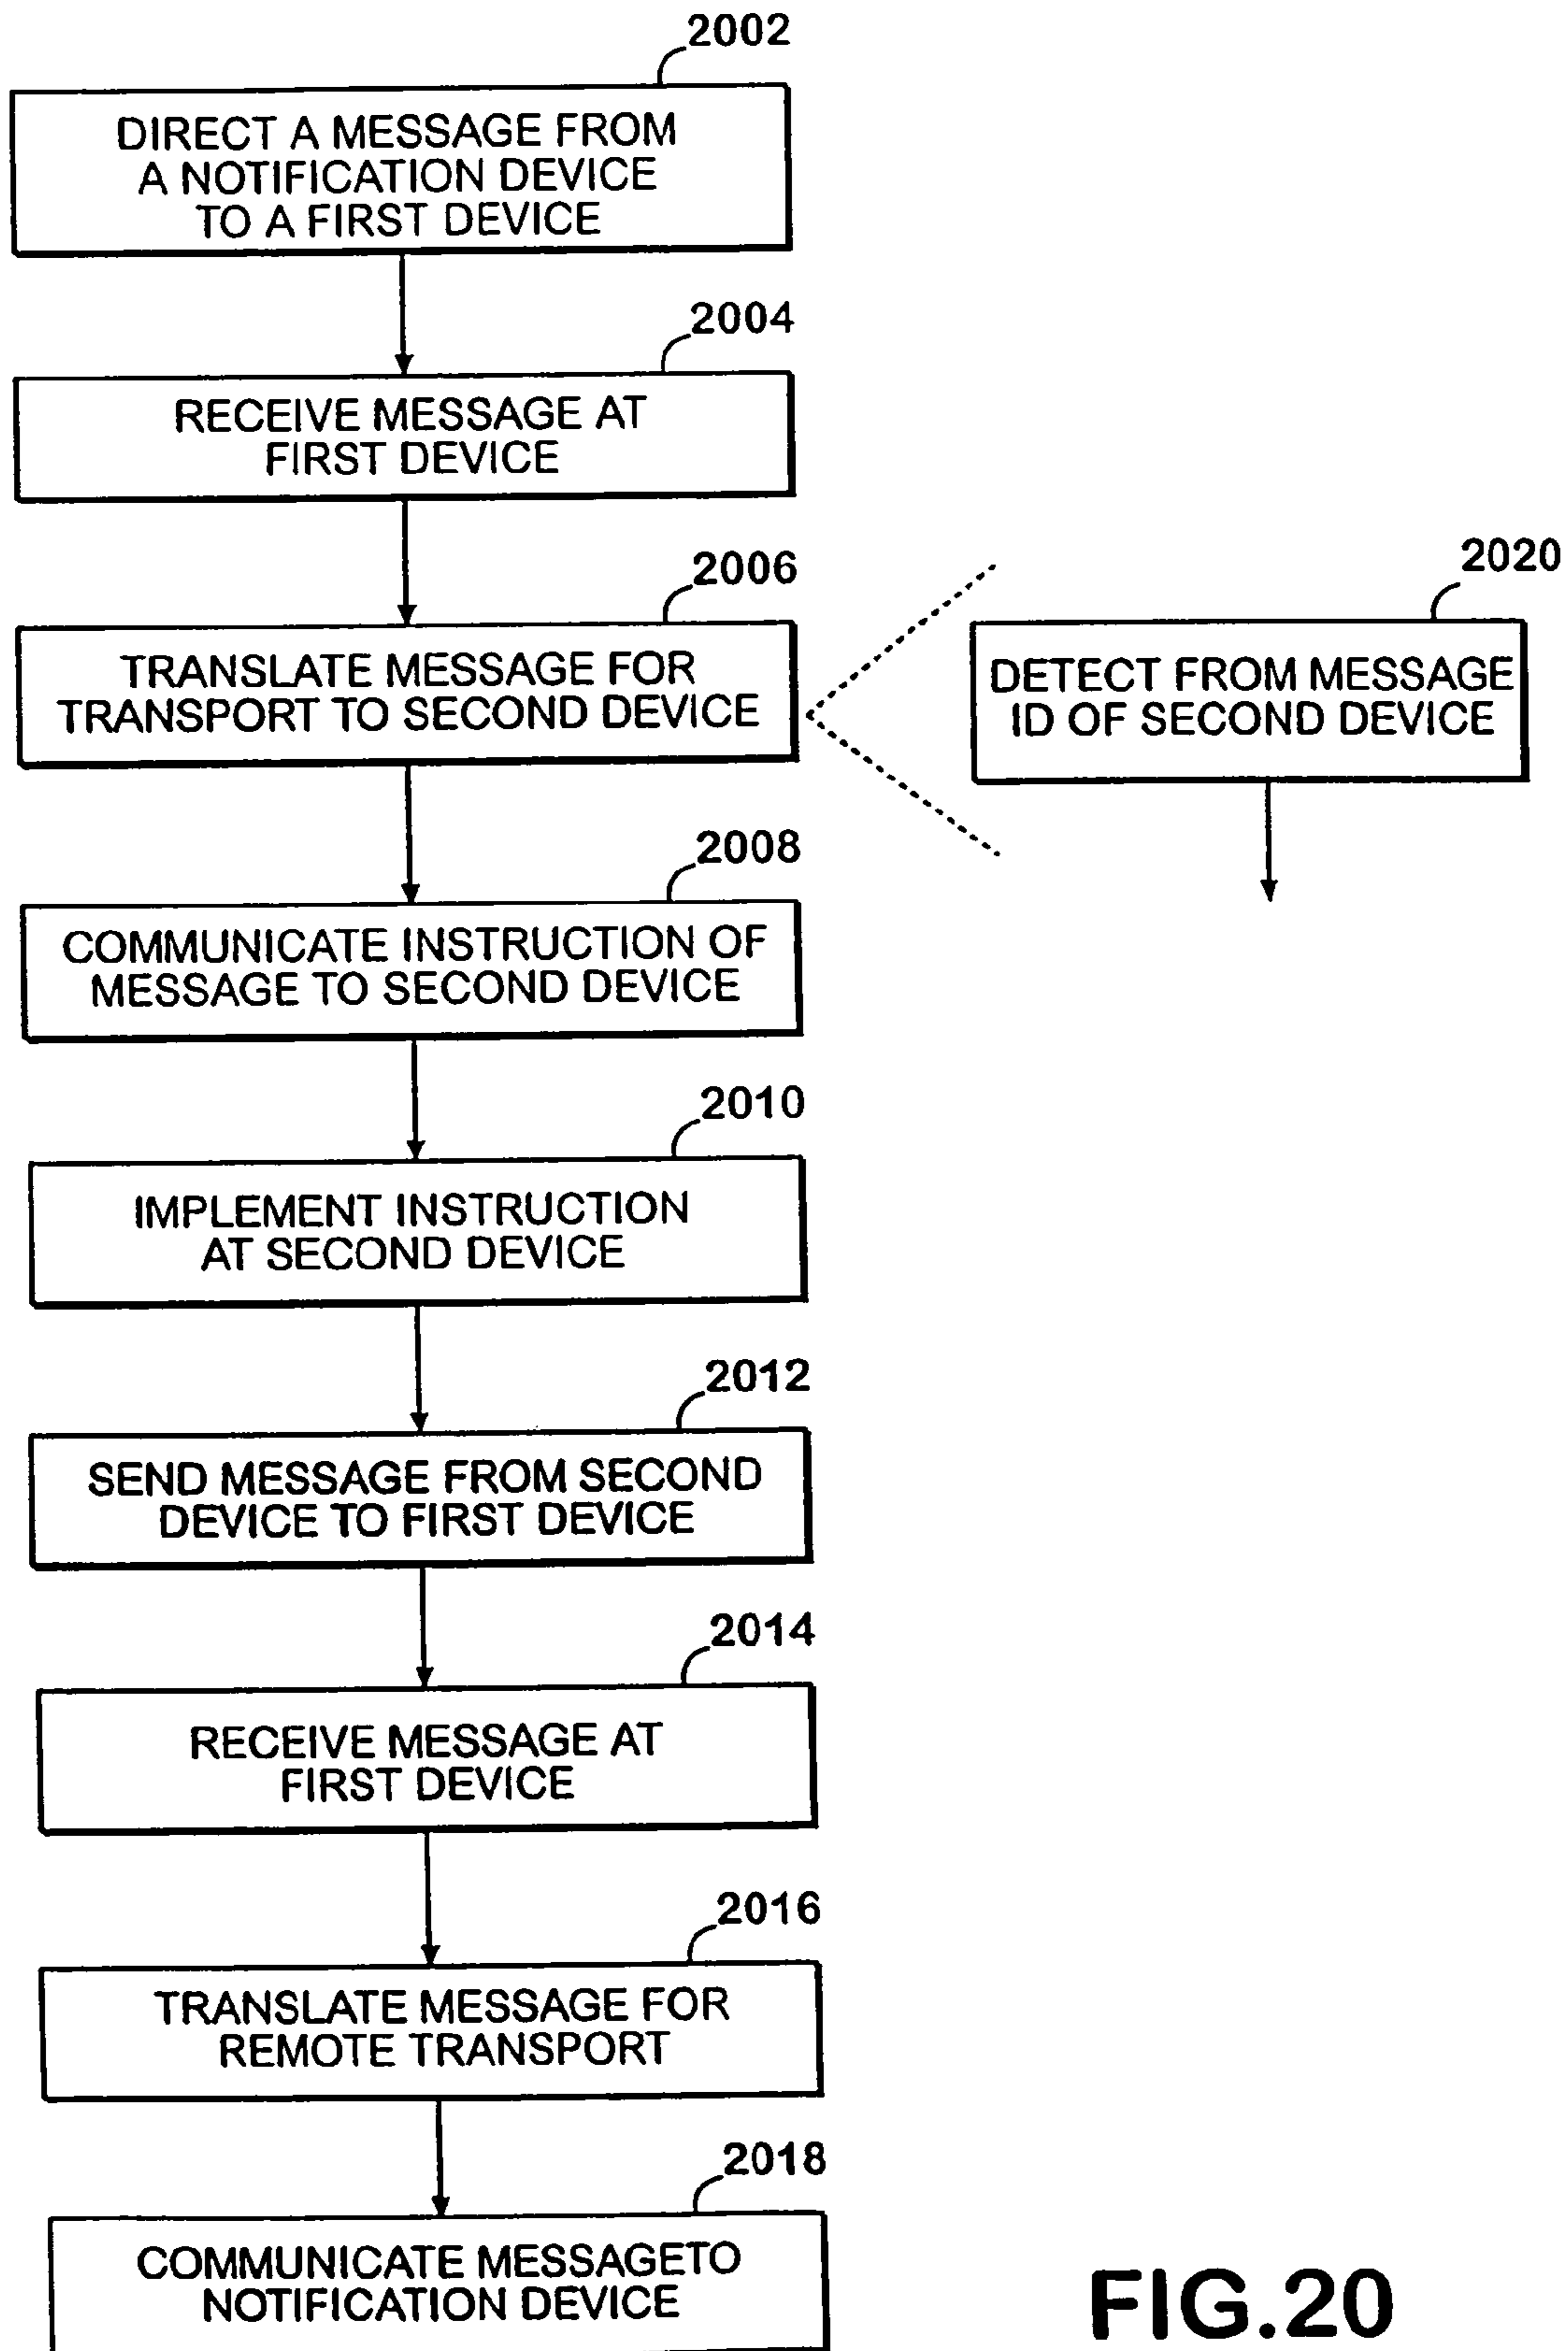 2002
DIRECT A MESSAGE FROM
A NOTIFICATION DEVICE
TO A FIRST DEVICE
2004
RECEIVE MESSAGE AT
FIRST DEVICE
2006
TRANSLATE MESSAGE FOR
TRANSPORT TO SECOND DEVICE
2020
DETECT FROM MESSAGE
ID OF SECOND DEVICE
2008
COMMUNICATE INSTRUCTION OF
MESSAGE TO SECOND DEVICE
2010
IMPLEMENT INSTRUCTION
AT SECOND DEVICE
2012
SEND MESSAGE FROM SECOND
DEVICE TO FIRST DEVICE
2014
RECEIVE MESSAGE AT
FIRST DEVICE
2016
TRANSLATE MESSAGE FOR
REMOTE TRANSPORT
2018
COMMUNICATE MESSAGETO
NOTIFICATION DEVICE
FIG.20